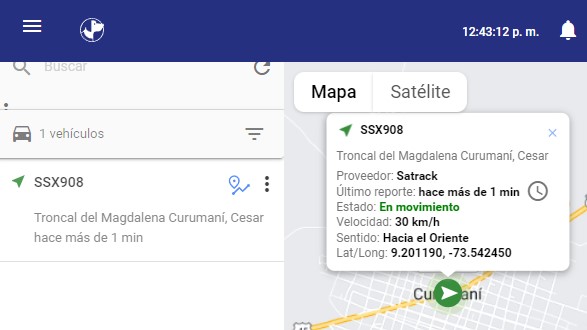 12:43:12 p. m.
Buscar
1 vehículos
SSX908
Troncal del Magdalena Curumaní, Cesar
hace más de 1 min
Mapa
Satélite
SSX908
Troncal del Magdalena Curumaní, Cesar
Proveedor: Satrack
Último reporte: hace más de 1 min
Estado: En movimiento
Velocidad: 30 km/h
Sentido: Hacia el Oriente
Lat/Long: 9.201190, -73.542450